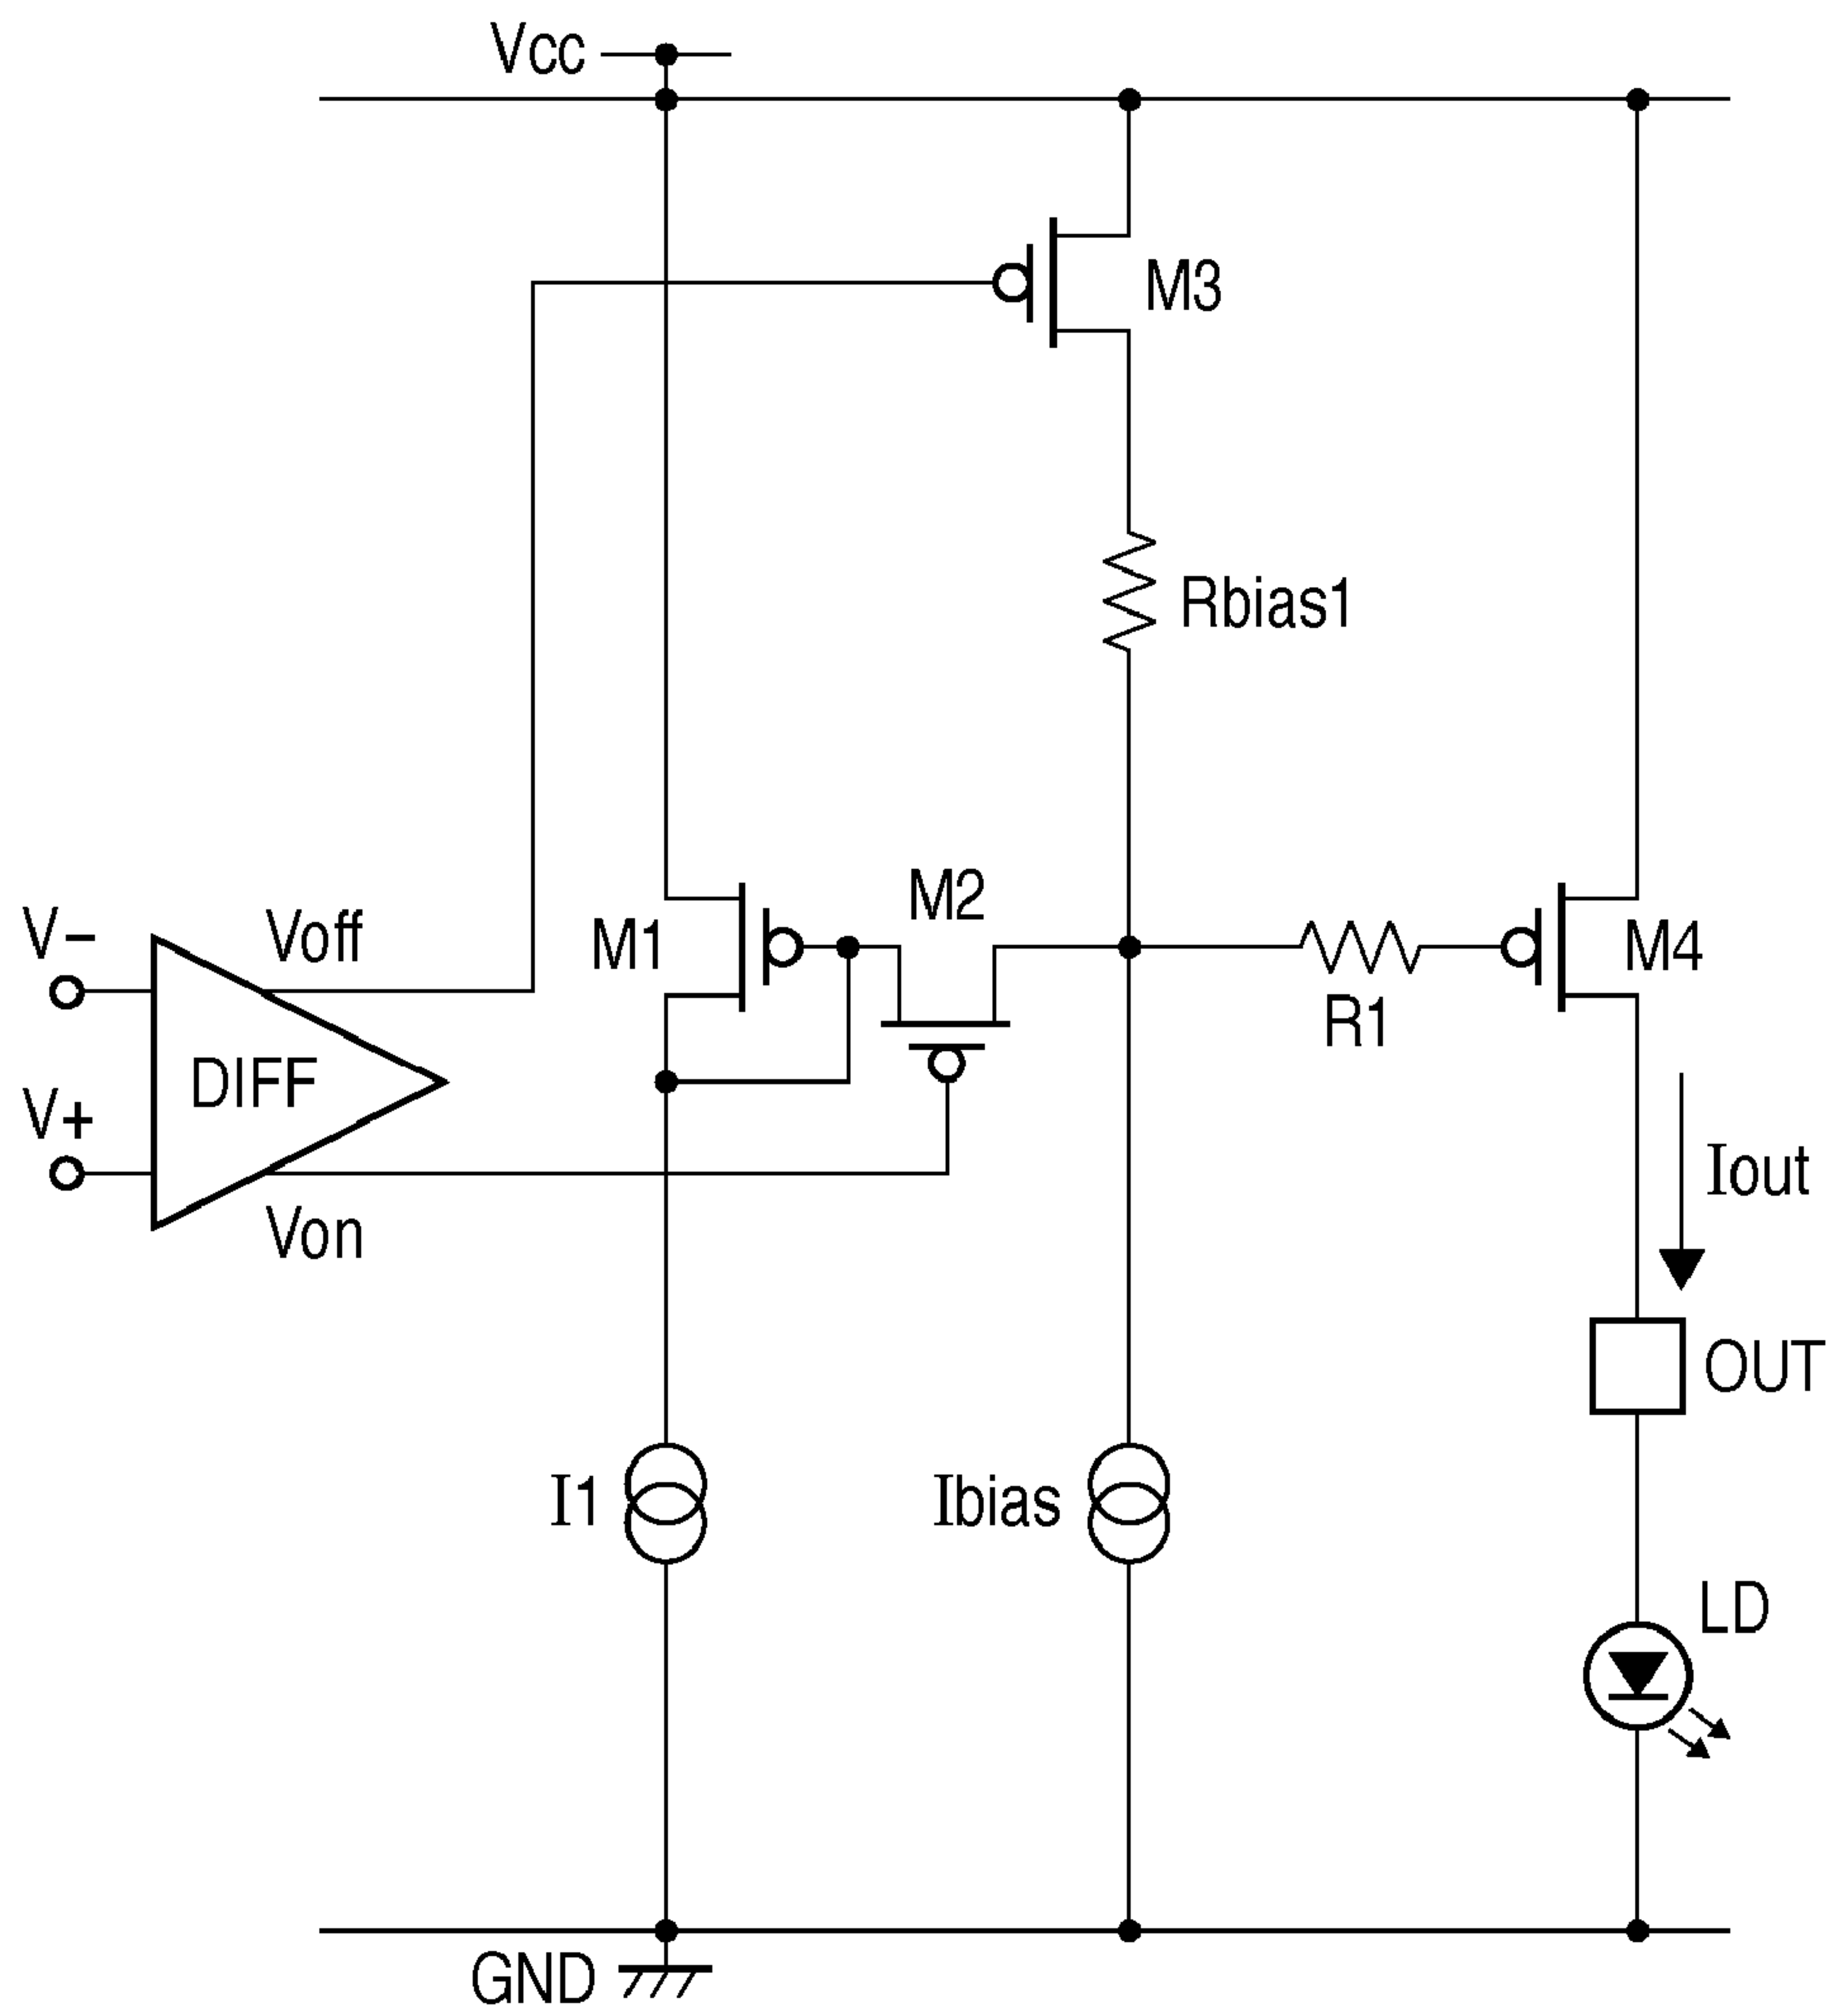 Vcc
M3
Rbias1
M2
V−
Voff
M1
M4
R1
DIFF
V+
Iout
Von
OUT
I1
Ibias
LD
GND